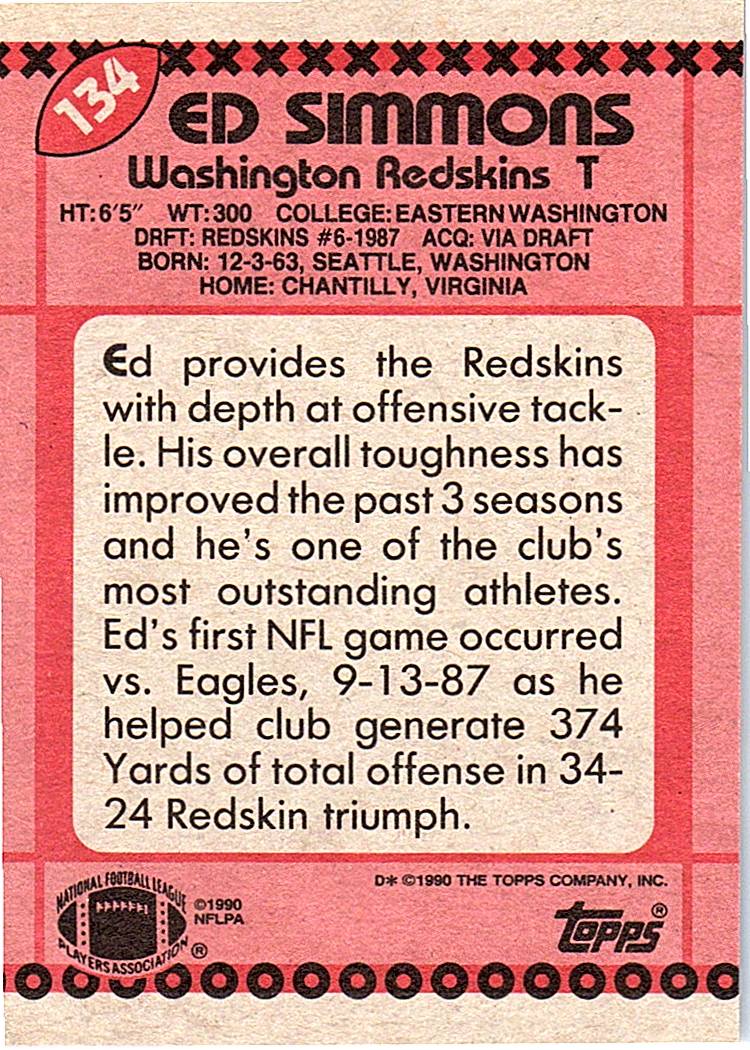 134
ED SIMMONS
Washington Redskins T
HT: 6'5" WT: 300 COLLEGE: EASTERN WASHINGTON
DRFT: REDSKINS #6-1987 ACQ: VIA DRAFT
BORN: 12-3-63, SEATTLE, WASHINGTON
HOME: CHANTILLY, VIRGINIA
Ed provides the Redskins
with depth at offensive tack-
le. His overall toughness has
improved the past 3 seasons
and he's one of the club's
most outstanding athletes.
Ed's first NFL game occurred
vs. Eagles, 9-13-87 as he
helped club generate 374
Yards of total offense in 34-
24 Redskin triumph.
D* ©1990 THE TOPPS COMPANY, INC.
NATIONAL FOOTBALL LEAGUE
PLAYERS ASSOCIATION ®
©1990
NFLPA
Topps ®